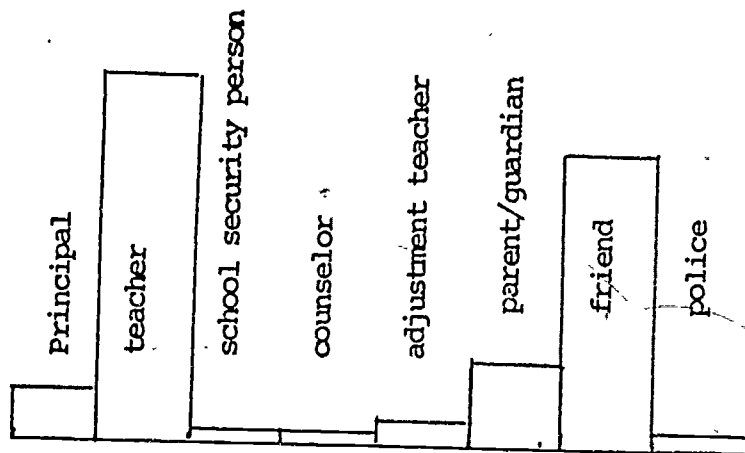 Principal
teacher
school security person
counselor
adjustment teacher
parent/guardian
friend
police